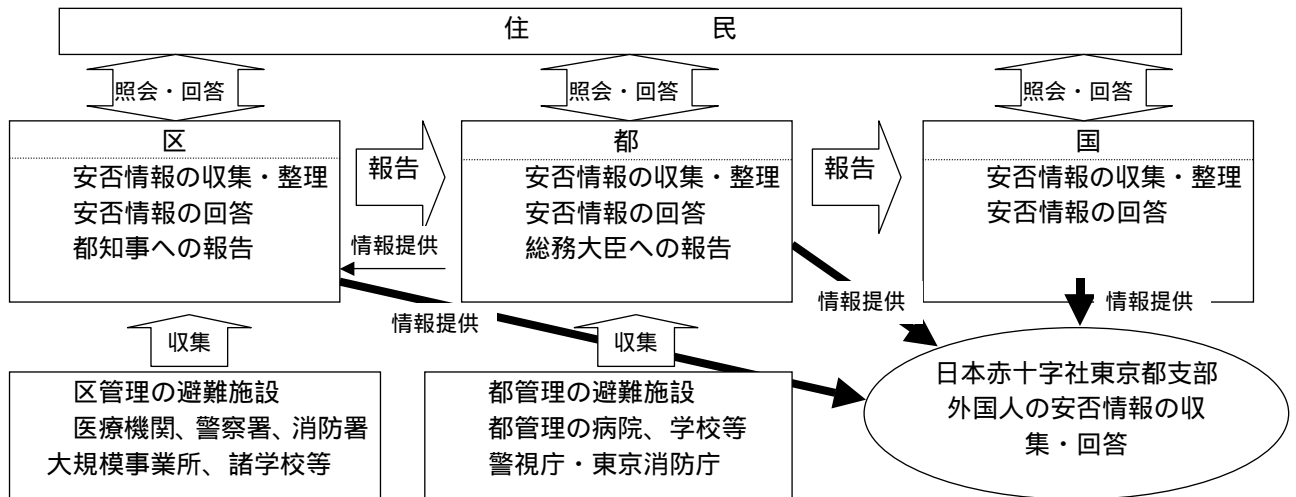 住 民
照会・回答
照会・回答
照会・回答
区
安否情報の収集・整理
安否情報の回答
都知事への報告
報告
情報提供
都
安否情報の収集・整理
安否情報の回答
総務大臣への報告
報告
国
安否情報の収集・整理
安否情報の回答
情報提供
情報提供
情報提供
収集
収集
区管理の避難施設
医療機関、警察署、消防署
大規模事業所、諸学校等
都管理の避難施設
都管理の病院、学校等
警視庁・東京消防庁
日本赤十字社東京都支部
外国人の安否情報の収
集・回答